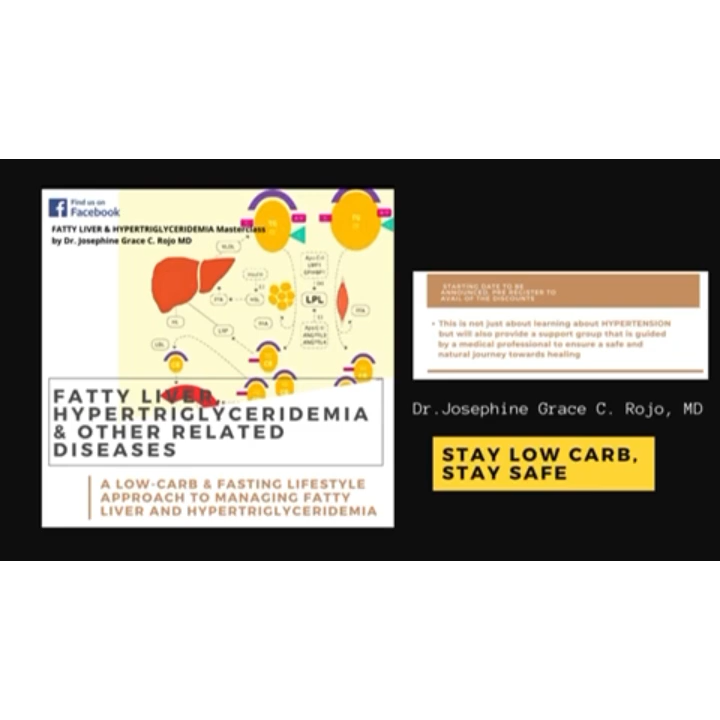 Find us on
Facebook
FATTY LIVER & HYPERTRIGLYCERIDEMIA Masterclass
by Dr. Josephine Grace C. Rojo MD
LPL
FATTY LIVER,
HYPERTRIGLYCERIDEMIA
& OTHER RELATED
DISEASES
A LOW-CARB & FASTING LIFESTYLE
APPROACH TO MANAGING FATTY
LIVER AND HYPERTRIGLYCERIDEMIA
STARTING DATE TO BE
ANNOUNCED, PRE REGISTER TO
AVAIL OF THE DISCOUNTS
• This is not just about learning about HYPERTENSION
but will also provide a support group that is guided
by a medical professional to ensure a safe and
natural journey towards healing
Dr.Josephine Grace C. Rojo, MD
STAY LOW CARB,
STAY SAFE